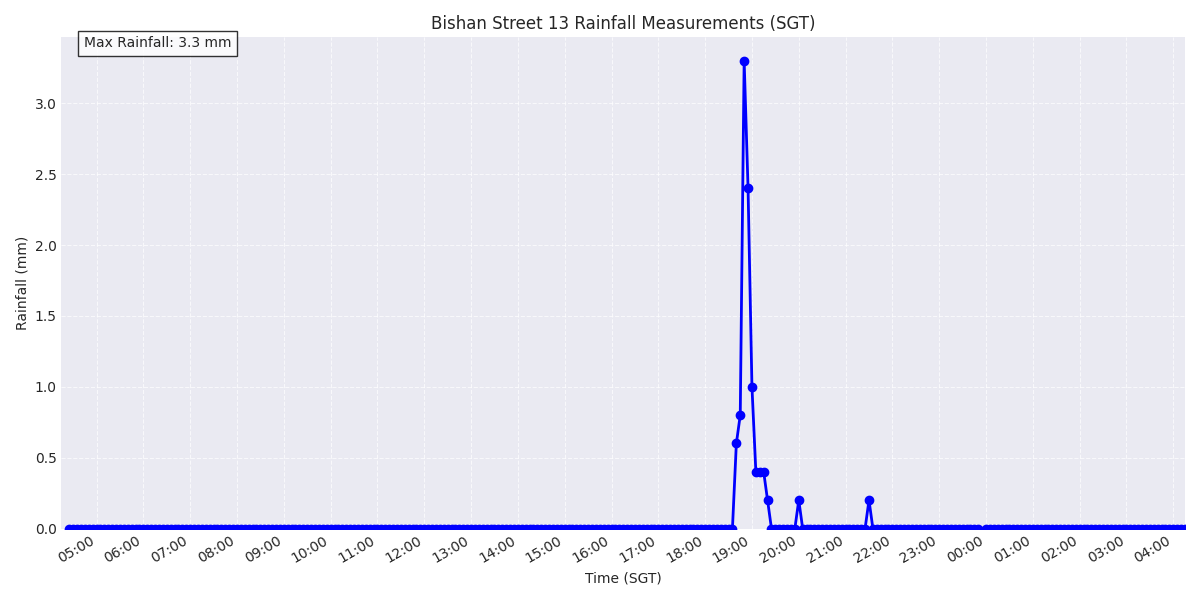 Bishan Street 13 Rainfall Measurements (SGT)
Max Rainfall: 3.3 mm
Rainfall (mm)
3.0
2.5
2.0
1.5
1.0
0.5
0.0
05:00 06:00 07:00 08:00 09:00 10:00 11:00 12:00 13:00 14:00 15:00 16:00 17:00 18:00 19:00 20:00 21:00 22:00 23:00 00:00 01:00 02:00 03:00 04:00
Time (SGT)